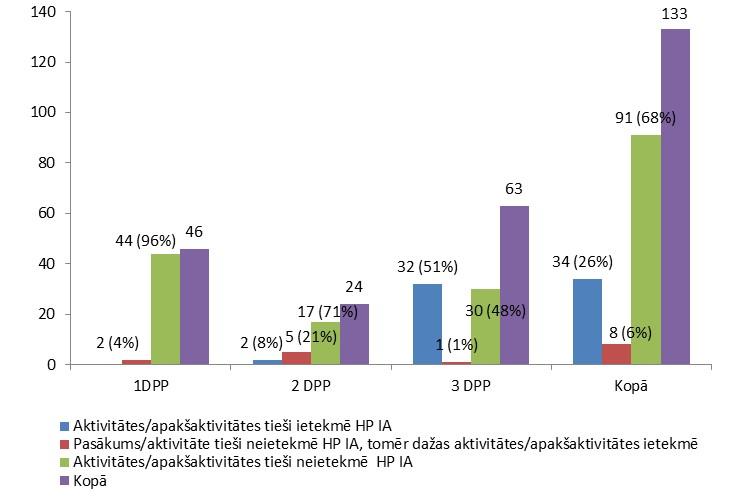 140
120
100
80
60
40
20
0
2 (4%)
44 (96%)
46
2 (8%)
5 (21%)
17 (71%)
24
32 (51%)
1 (1%)
30 (48%)
63
34 (26%)
8 (6%)
91 (68%)
133
1DPP
2 DPP
3 DPP
Kopā
Aktivitātes/apakšaktivitātes tieši ietekmē HP IA
Pasākums/aktivitāte tieši neietekmē HP IA, tomēr dažas aktivitātes/apakšaktivitātes ietekmē
Aktivitātes/apakšaktivitātes tieši neietekmē HP IA
Kopā